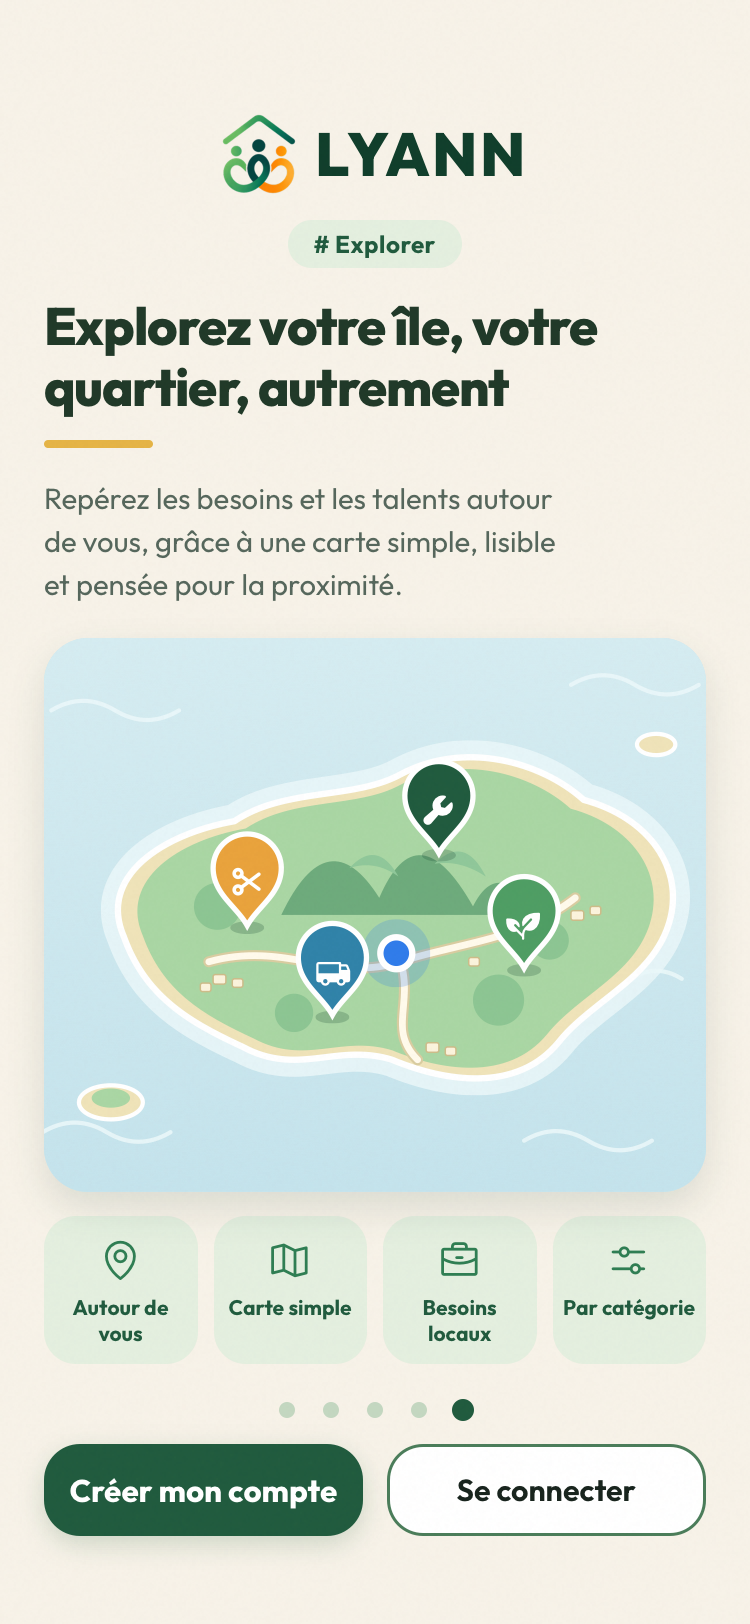 LYANN
# Explorer
Explorez votre île, votre
quartier, autrement
Repérez les besoins et les talents autour
de vous, grâce à une carte simple, lisible
et pensée pour la proximité.
Autour de
vous
Carte simple
Besoins
locaux
Par catégorie
Créer mon compte
Se connecter